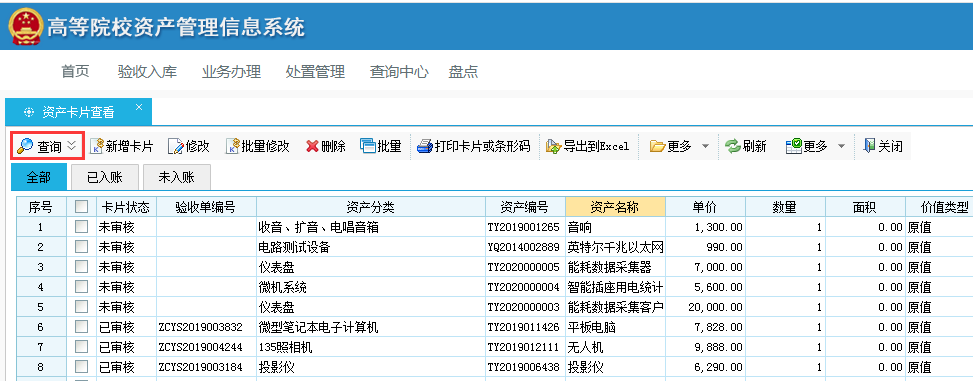 高等院校资产管理信息系统
首页 验收入库 业务办理 处置管理 查询中心 盘点
资产卡片查看 ×
查询 新增卡片 修改 批量修改 删除 批量 打印卡片或条形码 导出到Excel 更多 刷新 更多 关闭
全部 已入账 未入账
序号 卡片状态 验收单编号 资产分类 资产编号 资产名称 单价 数量 面积 价值类型
1 未审核 收音、扩音、电唱音箱 TY2019001265 音响 1,300.00 1 0.00 原值
2 未审核 电路测试设备 YQ2014002889 英特尔千兆以太网 990.00 1 0.00 原值
3 未审核 仪表盘 TY2020000005 能耗数据采集器 7,000.00 1 0.00 原值
4 未审核 微机系统 TY2020000004 智能插座用电统计 5,600.00 1 0.00 原值
5 未审核 仪表盘 TY2020000003 能耗数据采集客户 20,000.00 1 0.00 原值
6 已审核 ZCYS2019003832 微型笔记本电子计算机 TY2019011426 平板电脑 7,828.00 1 0.00 原值
7 已审核 ZCYS2019004244 135照相机 TY2019012111 无人机 9,888.00 1 0.00 原值
8 已审核 ZCYS2019003184 投影仪 TY2019006438 投影仪 6,290.00 1 0.00 原值